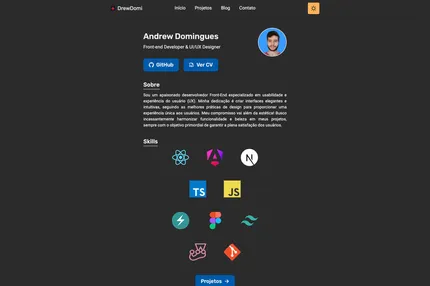 DrewDomi
Início Projetos Blog Contato
Andrew Domingues
Front-end Developer & UI/UX Designer
GitHub Ver CV
Sobre
Sou um apaixonado desenvolvedor Front-End especializado em usabilidade e
experiência do usuário (UX). Minha dedicação é criar interfaces elegantes e
intuitivas, seguindo as melhores práticas de design para proporcionar uma
experiência única aos usuários. Meu compromisso vai além da estética! Busco
incessantemente harmonizar funcionalidade e beleza em meus projetos,
sempre com o objetivo primordial de garantir a plena satisfação dos usuários.
Skills
N
TS JS
Projetos →